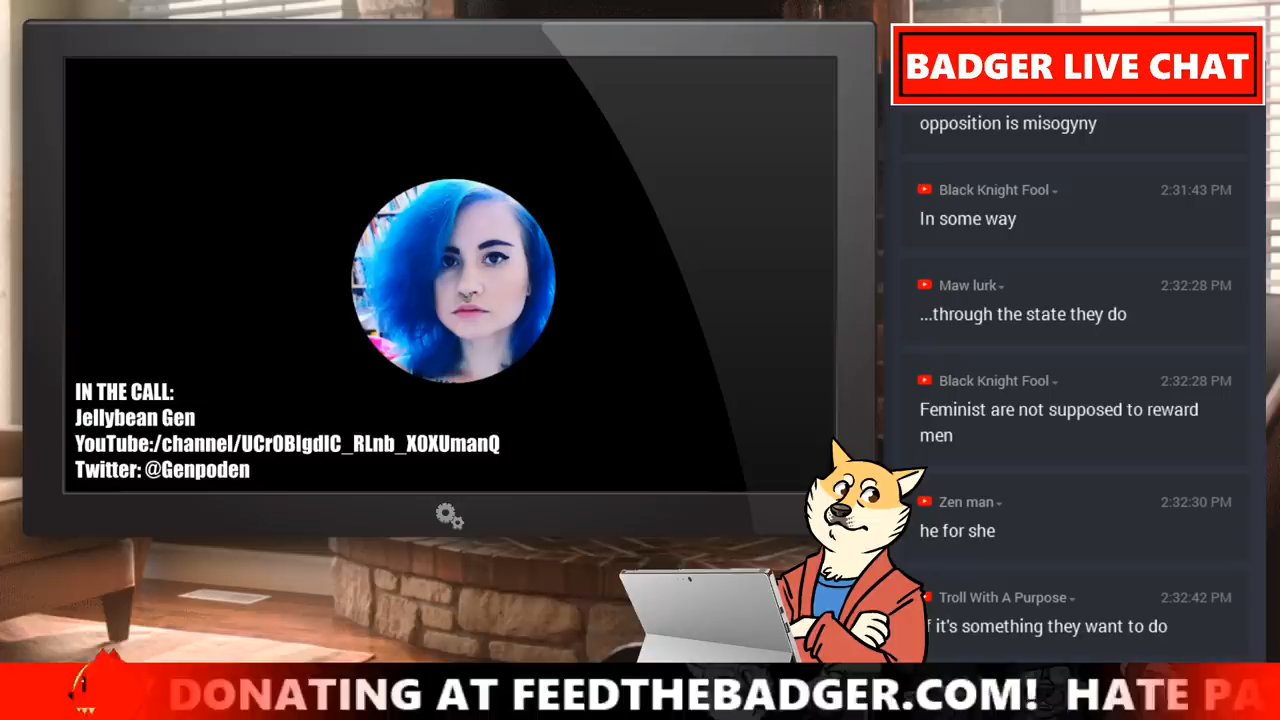 BADGER LIVE CHAT
opposition is misogyny
Black Knight Fool
2:31:43 PM
In some way
Maw lurk
2:32:28 PM
...through the state they do
Black Knight Fool
2:32:28 PM
Feminist are not supposed to reward
men
Zen man
2:32:30 PM
he for she
Troll With A Purpose
2:32:42 PM
it's something they want to do
IN THE CALL:
Jellybean Gen
YouTube:/channel/
Twitter: @Genpoden
DONATING AT FEEDTHEBADGER.COM! HATE PA